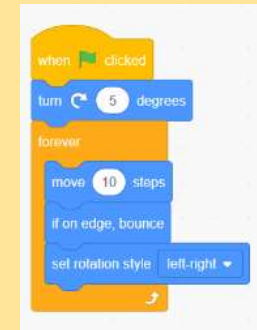 when clicked
turn 5 degrees
forever
move 10 steps
if on edge, bounce
set rotation style left-right